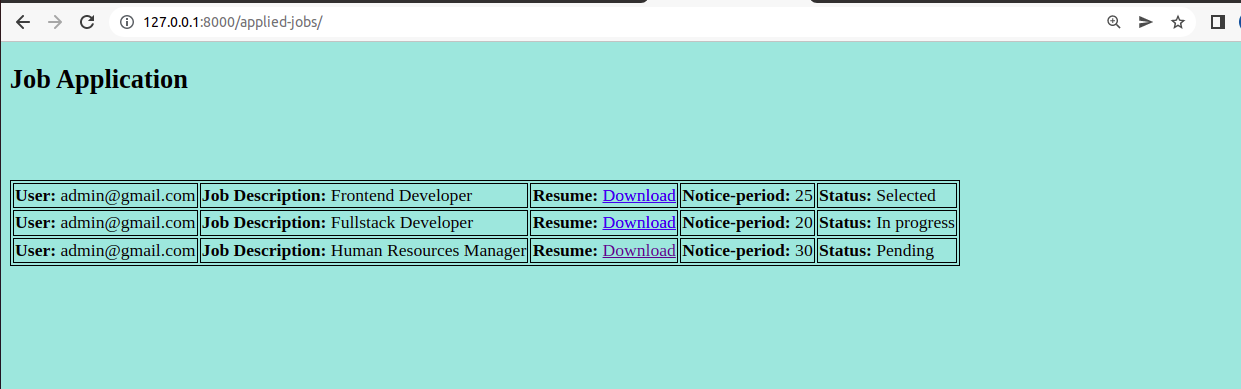 127.0.0.1:8000/applied-jobs/
Job Application
User: admin@gmail.com Job Description: Frontend Developer Resume: Download Notice-period: 25 Status: Selected
User: admin@gmail.com Job Description: Fullstack Developer Resume: Download Notice-period: 20 Status: In progress
User: admin@gmail.com Job Description: Human Resources Manager Resume: Download Notice-period: 30 Status: Pending